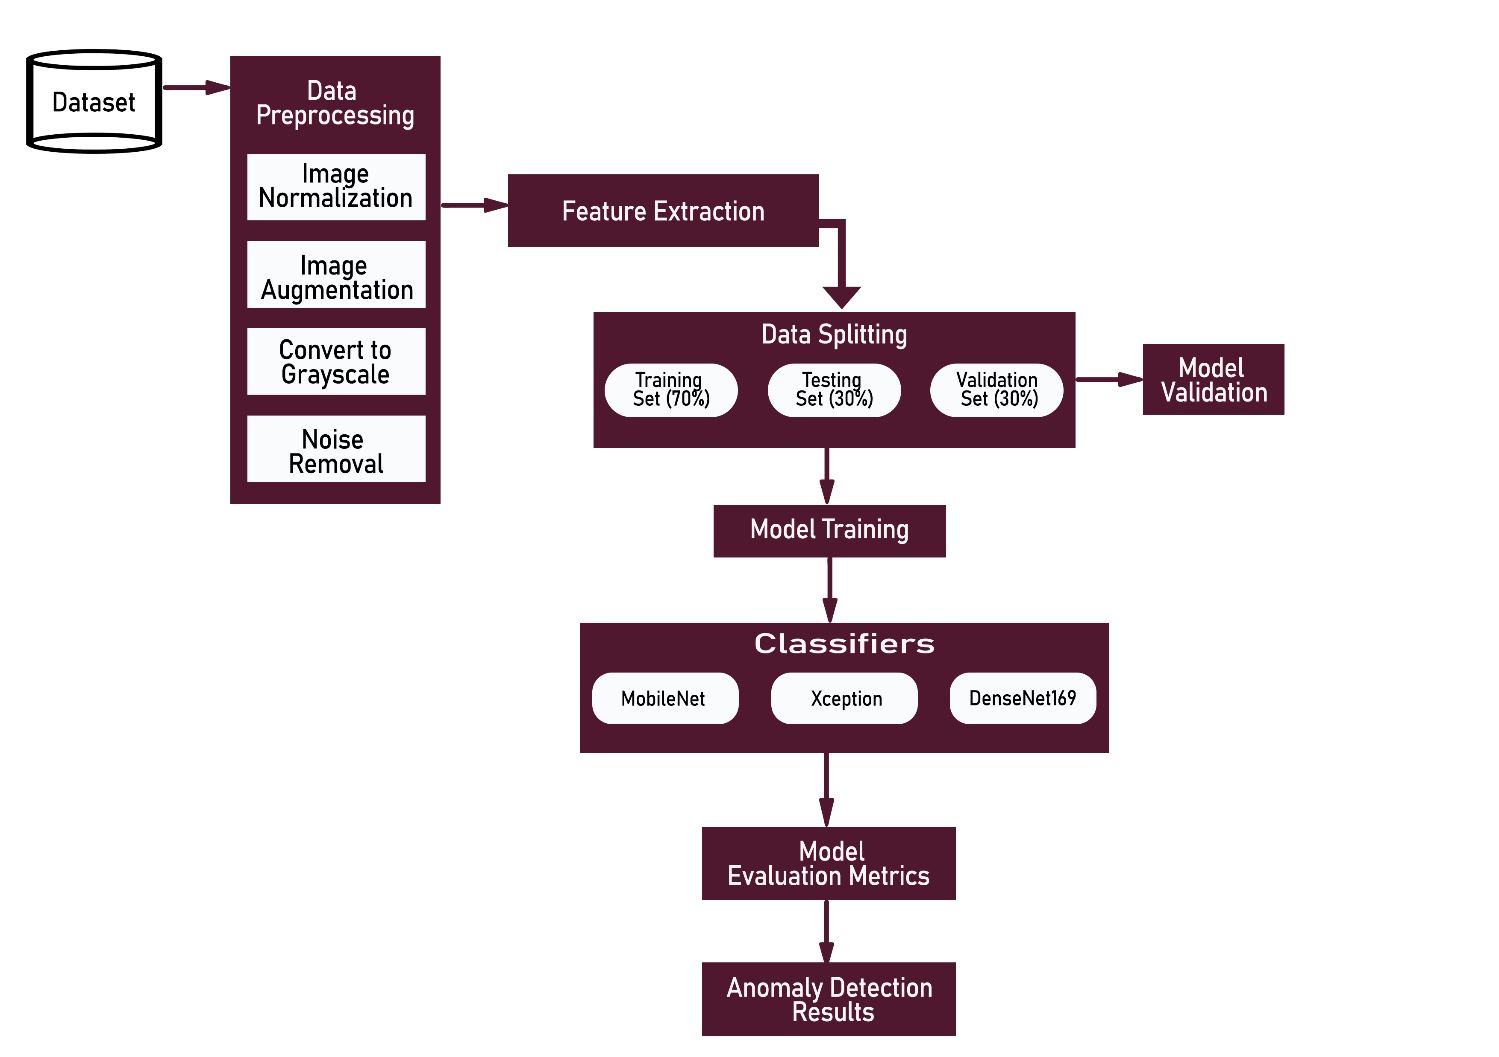 Dataset
Data
Preprocessing
Image
Normalization
Image
Augmentation
Convert to
Grayscale
Noise
Removal
Feature Extraction
Data Splitting
Training
Set (70%)
Testing
Set (30%)
Validation
Set (30%)
Model
Validation
Model Training
Classifiers
MobileNet
Xception
DenseNet169
Model
Evaluation Metrics
Anomaly Detection
Results